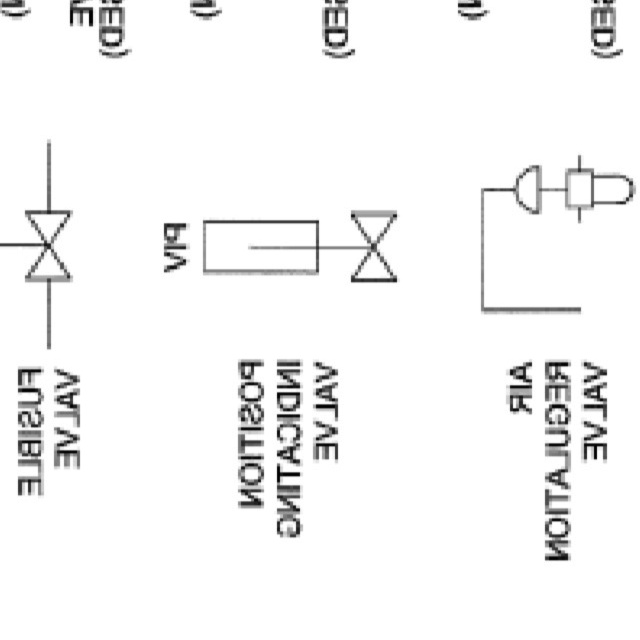 FUSIBLE
VALVE
PIV
POSITION
INDICATING
VALVE
AIR
REGULATION
VALVE